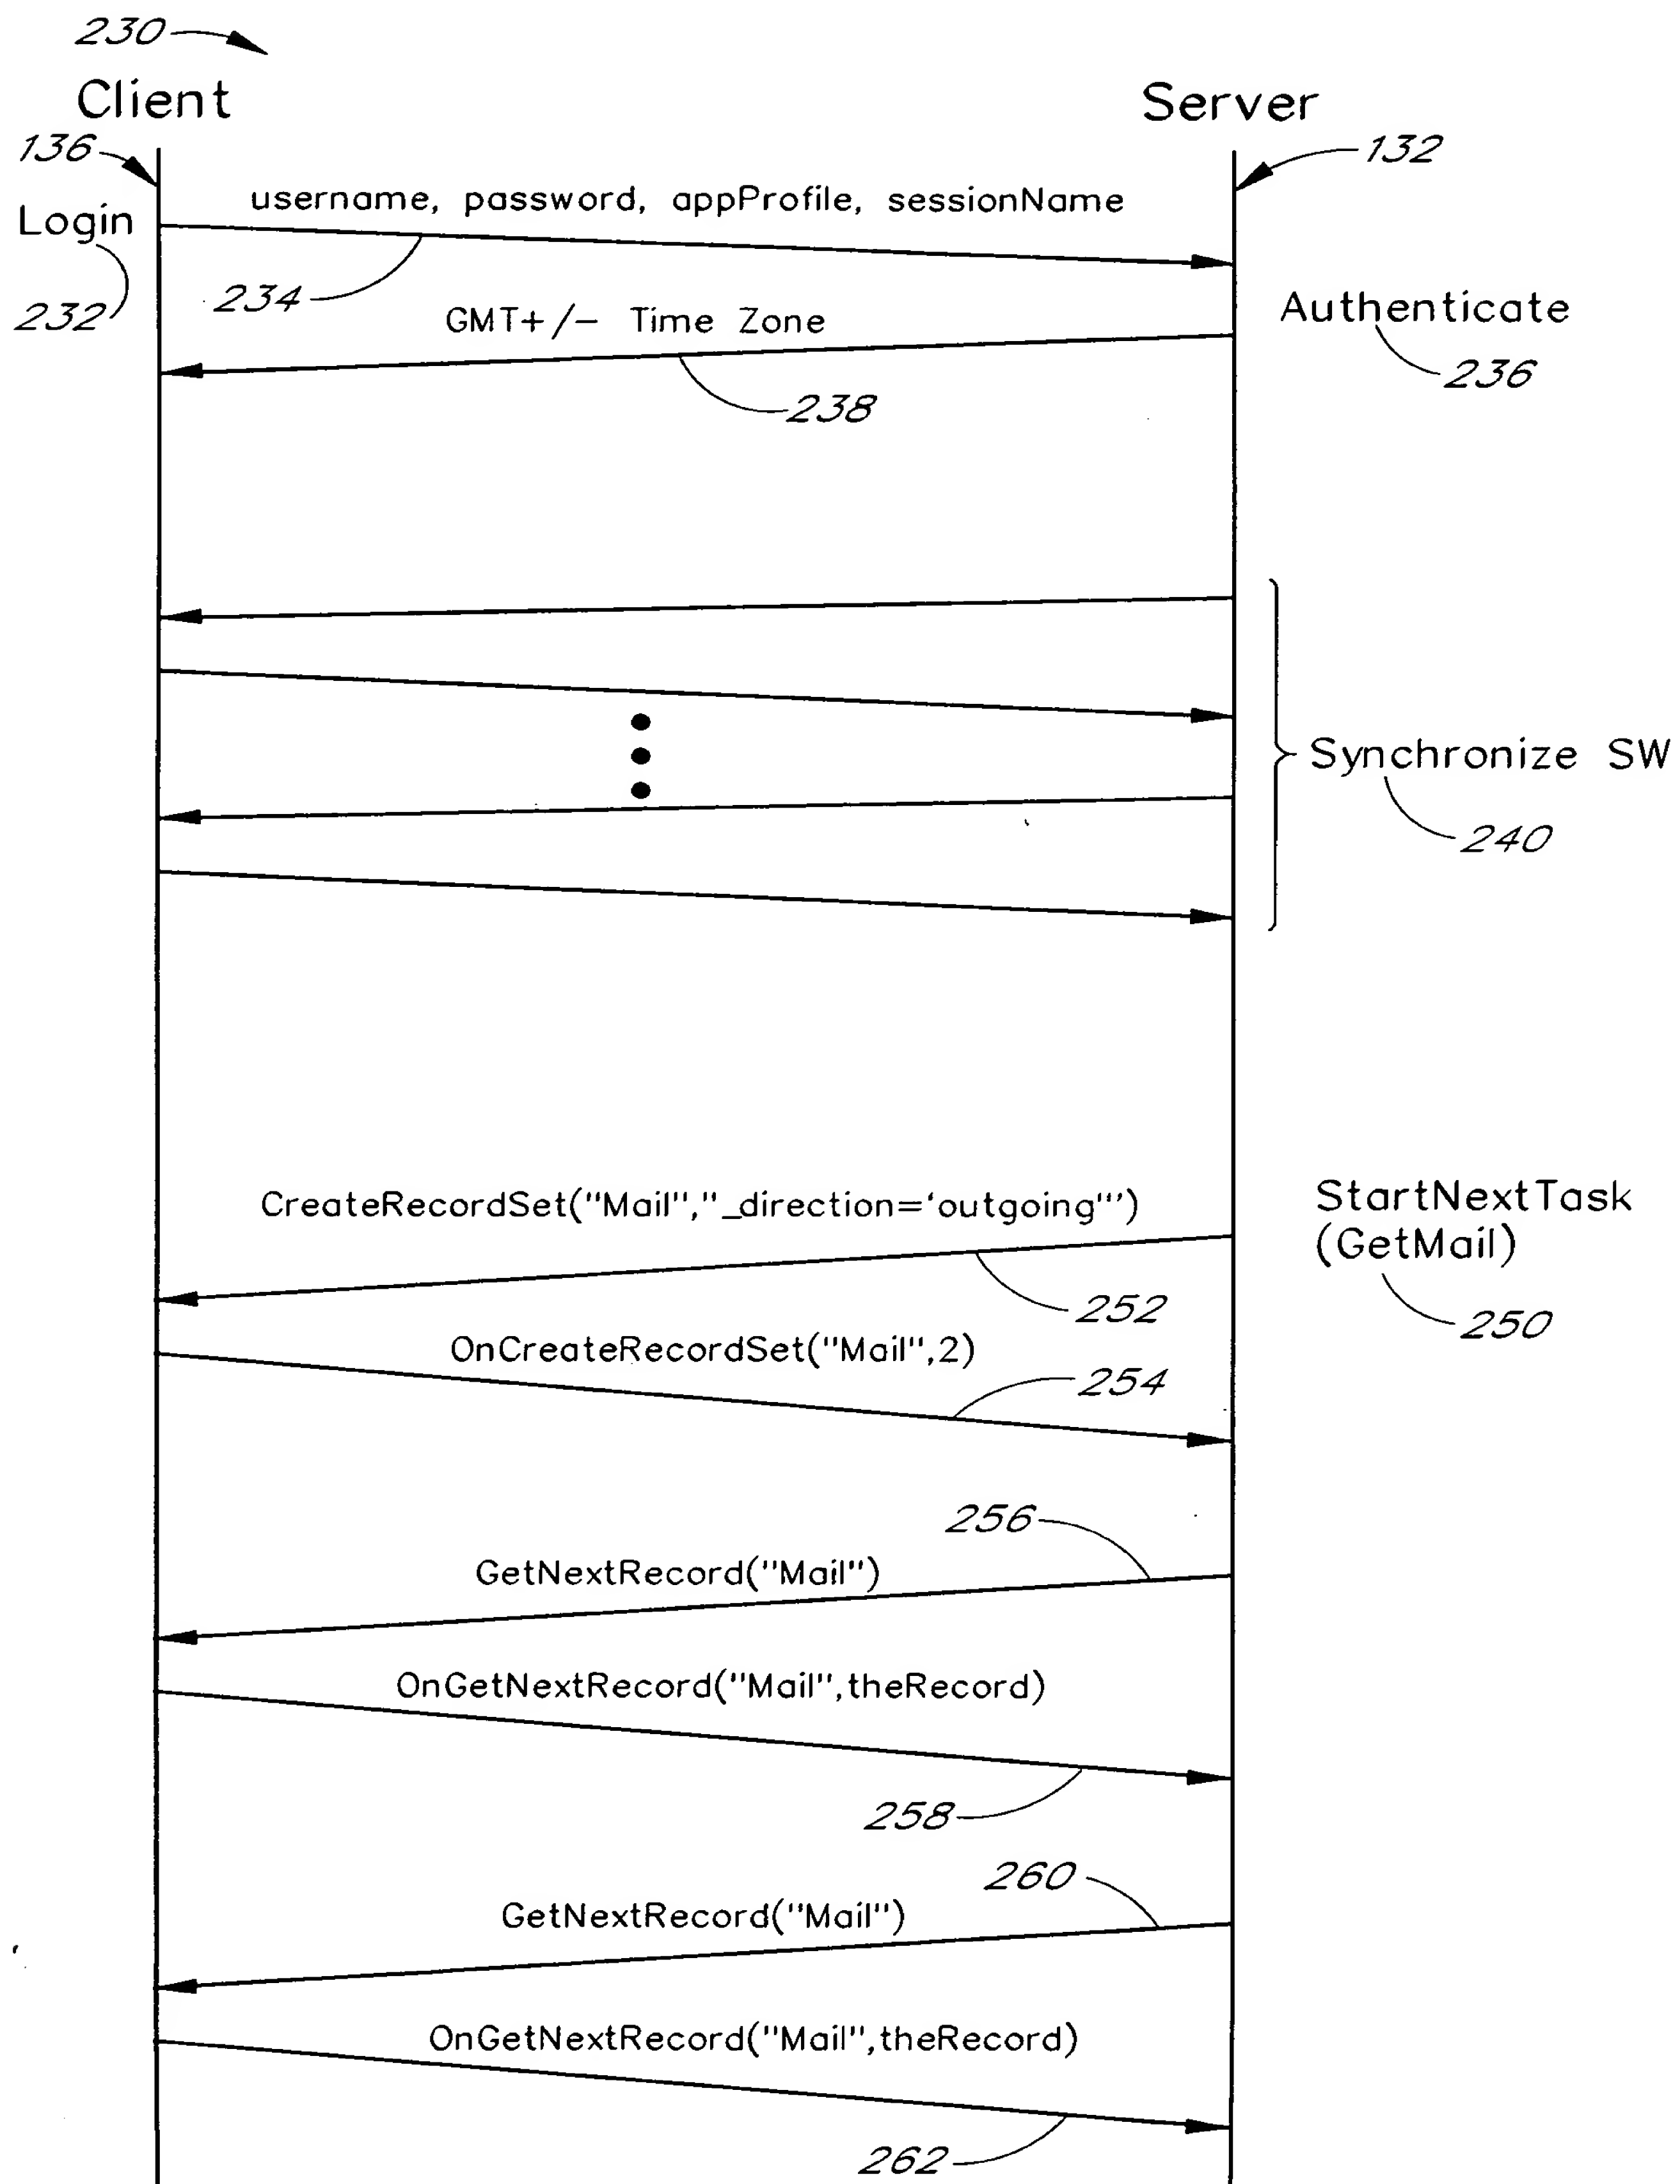 230
Client
Server
136
132
username, password, appProfile, sessionName
Login
232
234
GMT+/- Time Zone
Authenticate
236
238
Synchronize SW
240
CreateRecordSet("Mail","_direction='outgoing'")
StartNextTask
(GetMail)
252
250
OnCreateRecordSet("Mail",2)
254
256
GetNextRecord("Mail")
OnGetNextRecord("Mail",theRecord)
258
260
GetNextRecord("Mail")
OnGetNextRecord("Mail",theRecord)
262